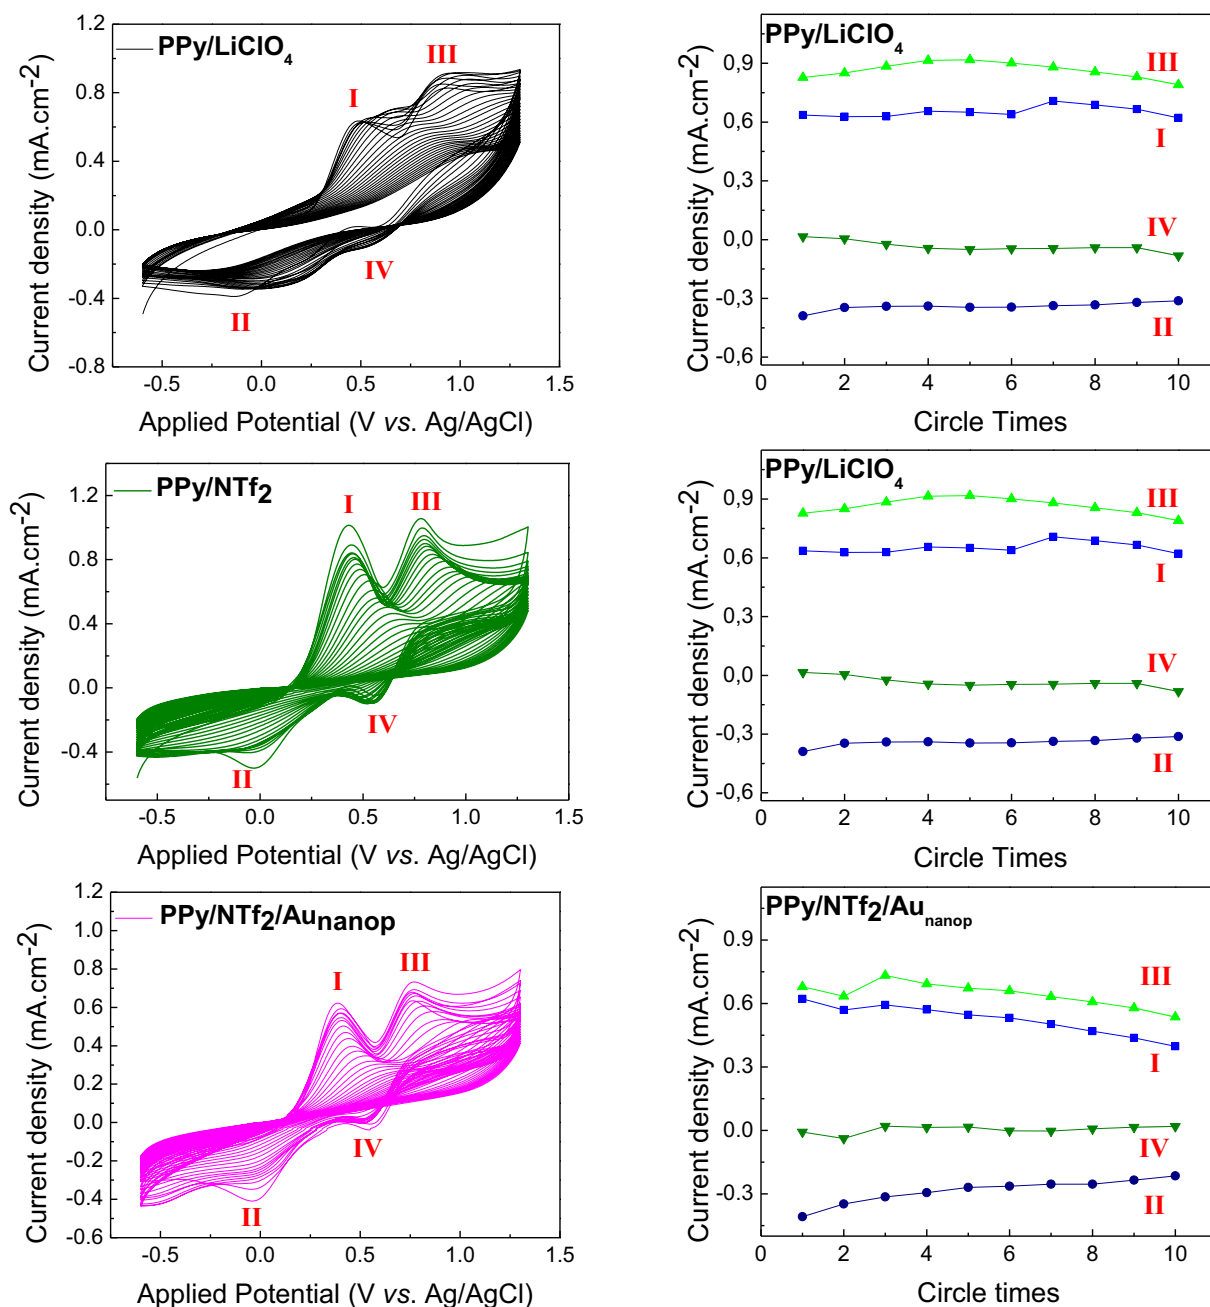 PPy/LiClO4
I
III
II
IV
1.2
0.8
0.4
0.0
-0.4
-0.8
-0.5
0.0
0.5
1.0
1.5
Current density (mA.cm-2)
Applied Potential (V vs. Ag/AgCl)
PPy/LiClO4
III
I
IV
II
0,9
0,6
0,3
0,0
-0,3
-0,6
0
2
4
6
8
10
Current density (mA.cm-2)
Circle Times
PPy/NTf2
I
III
II
IV
1.2
0.8
0.4
0.0
-0.4
-0.5
0.0
0.5
1.0
1.5
Current density (mA.cm-2)
Applied Potential (V vs. Ag/AgCl)
PPy/LiClO4
III
I
IV
II
0,9
0,6
0,3
0,0
-0,3
-0,6
0
2
4
6
8
10
Current density (mA.cm-2)
Circle Times
PPy/NTf2/Aunanop
I
III
II
IV
1.2
1.0
0.8
0.6
0.4
0.2
0.0
-0.2
-0.4
-0.6
-0.5
0.0
0.5
1.0
1.5
Current density (mA.cm-2)
Applied Potential (V vs. Ag/AgCl)
PPy/NTf2/Aunanop
III
I
IV
II
0.9
0.6
0.3
0.0
-0.3
0
2
4
6
8
10
Current density (mA.cm-2)
Circle times